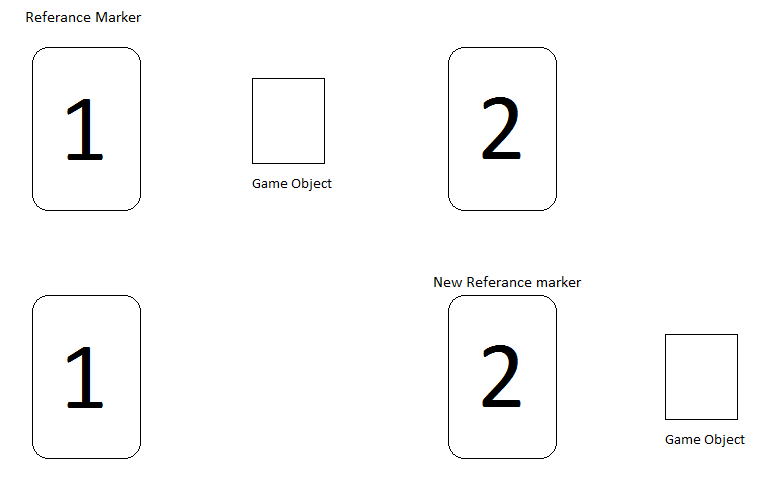 Referance Marker
1
2
Game Object
New Referance marker
1
2
Game Object